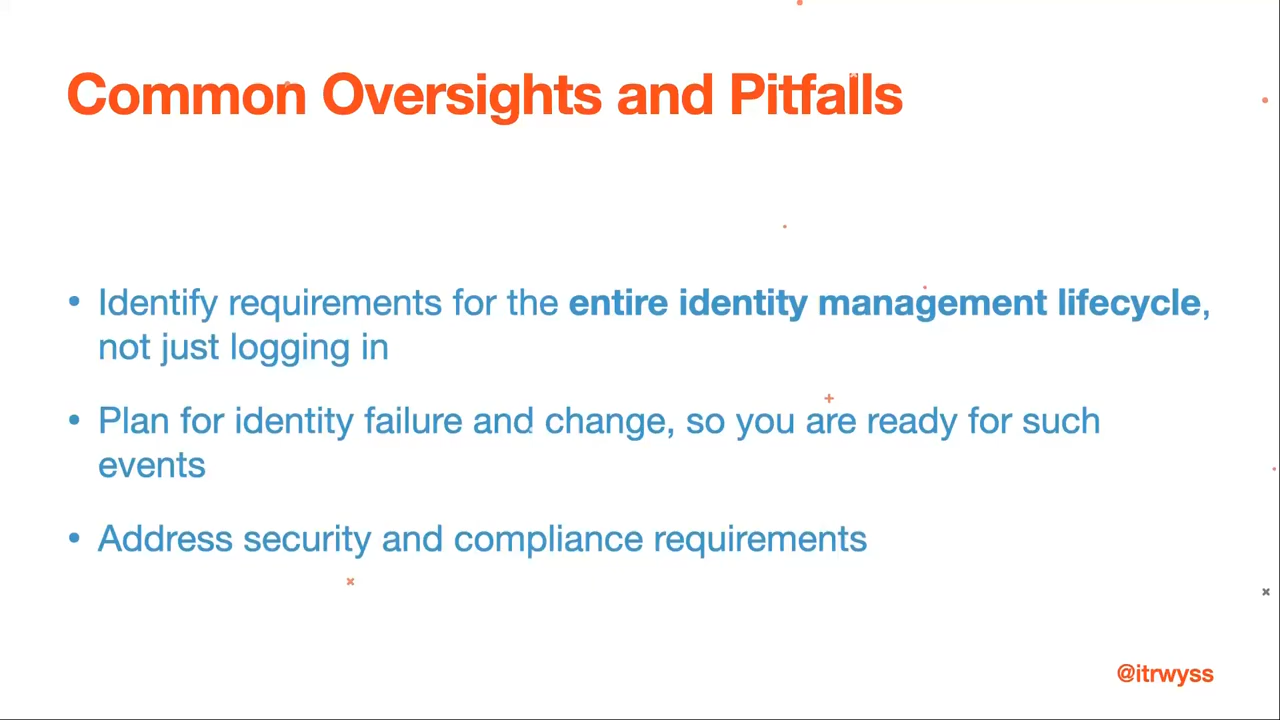 Common Oversights and Pitfalls
• Identify requirements for the entire identity management lifecycle,
not just logging in
• Plan for identity failure and change, so you are ready for such
events
• Address security and compliance requirements
@itrwyss